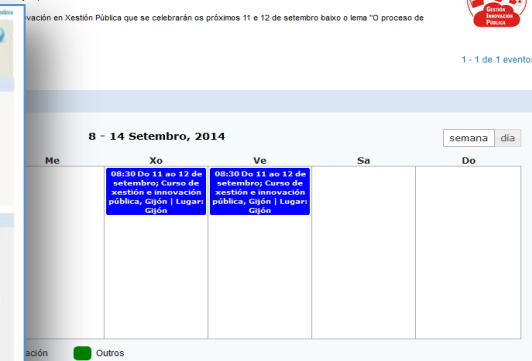 vación en Xestión Pública que se celebrarán os próximos 11 e 12 de setembro baixo o lema "O proceso de
GESTIÓN
INNOVACIÓN
PÚBLICA
1 - 1 de 1 eventos
8 - 14 Setembro, 2014
semana día
Me Xo Ve Sa Do
08:30 Do 11 ao 12 de
setembro; Curso de
xestión e innovación
pública, Gijón | Lugar:
Gijón
08:30 Do 11 ao 12 de
setembro; Curso de
xestión e innovación
pública, Gijón | Lugar:
Gijón
ación Outros